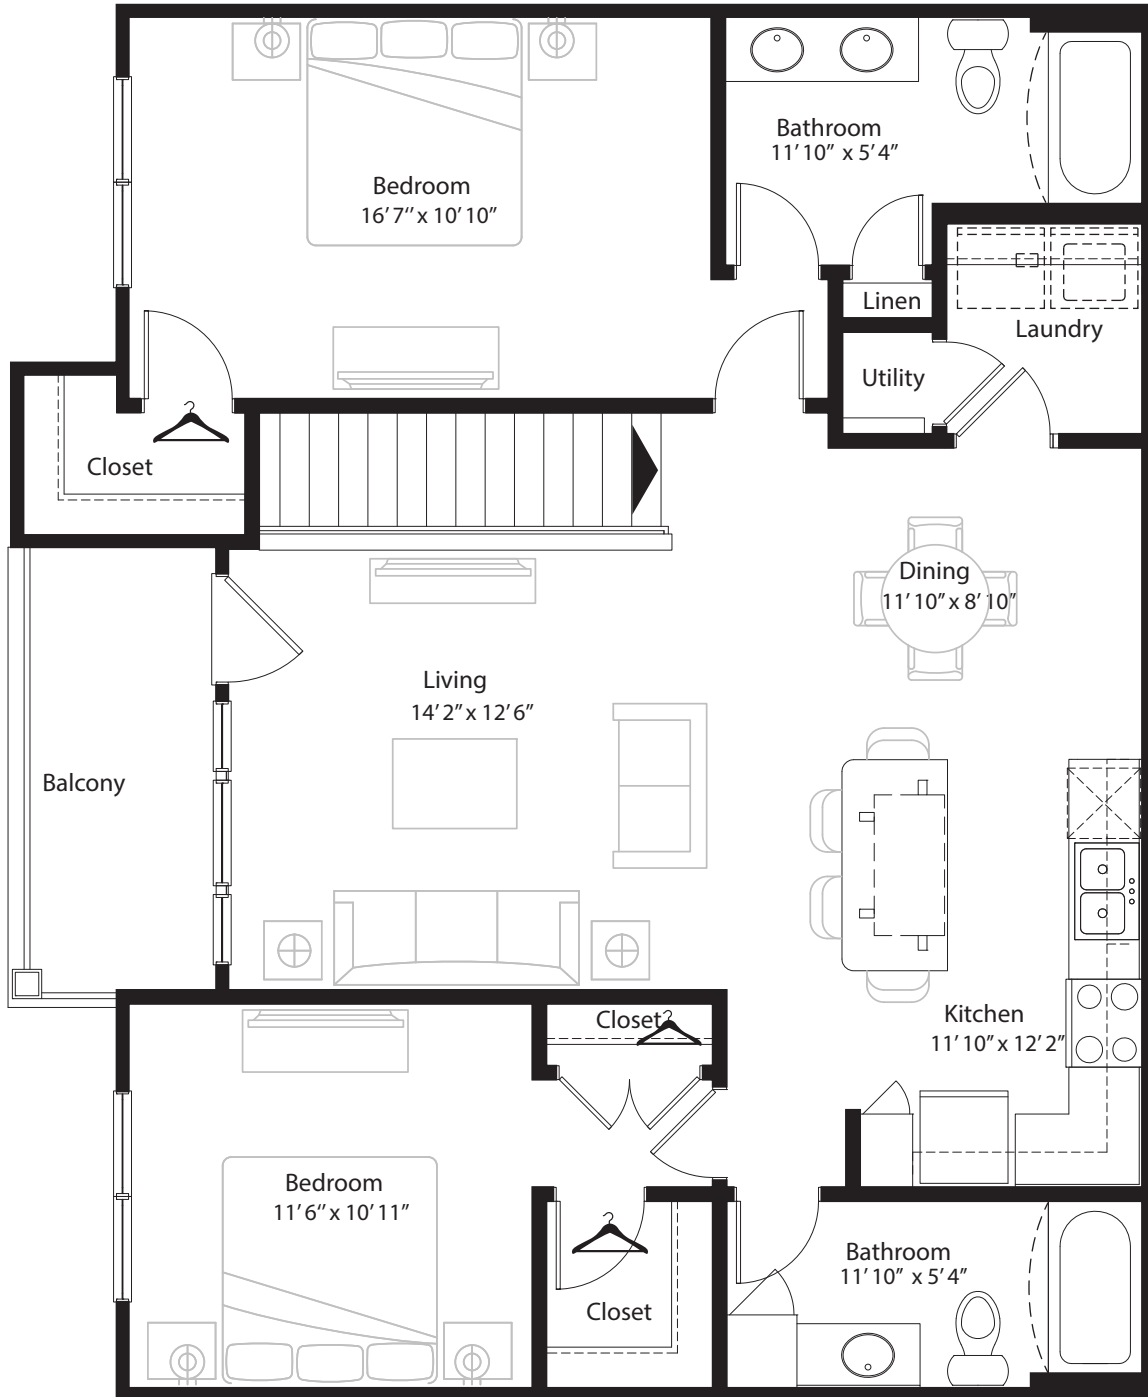 Bathroom
11'10" x 5'4"
Bedroom
16'7" x 10'10"
Linen
Laundry
Utility
Closet
Dining
11'10" x 8'10"
Living
14'2" x 12'6"
Balcony
Closet
Kitchen
11'10" x 12'2"
Bedroom
11'6" x 10'11"
Bathroom
11'10" x 5'4"
Closet